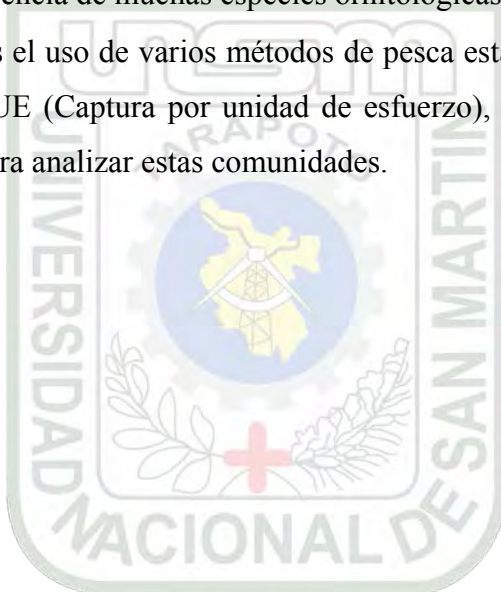 encia de muchas especies ornitológicas
s el uso de varios métodos de pesca está
UE (Captura por unidad de esfuerzo),
ra analizar estas comunidades.
unsm
TARAPOTO
UNIVERSIDAD
NACIONAL DE
SAN MARTIN